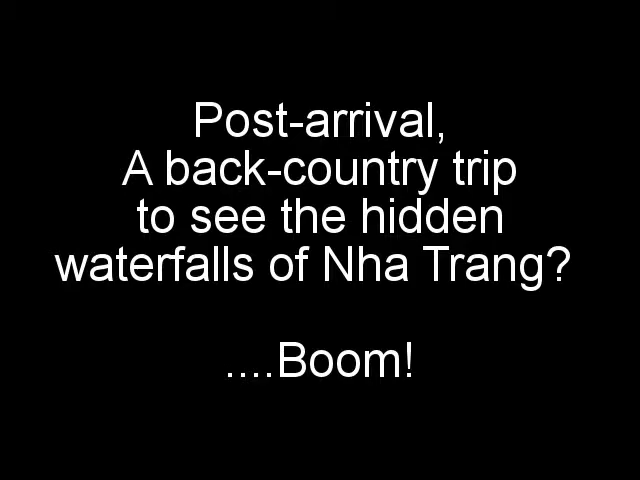 Post-arrival,
A back-country trip
to see the hidden
waterfalls of Nha Trang?
....Boom!